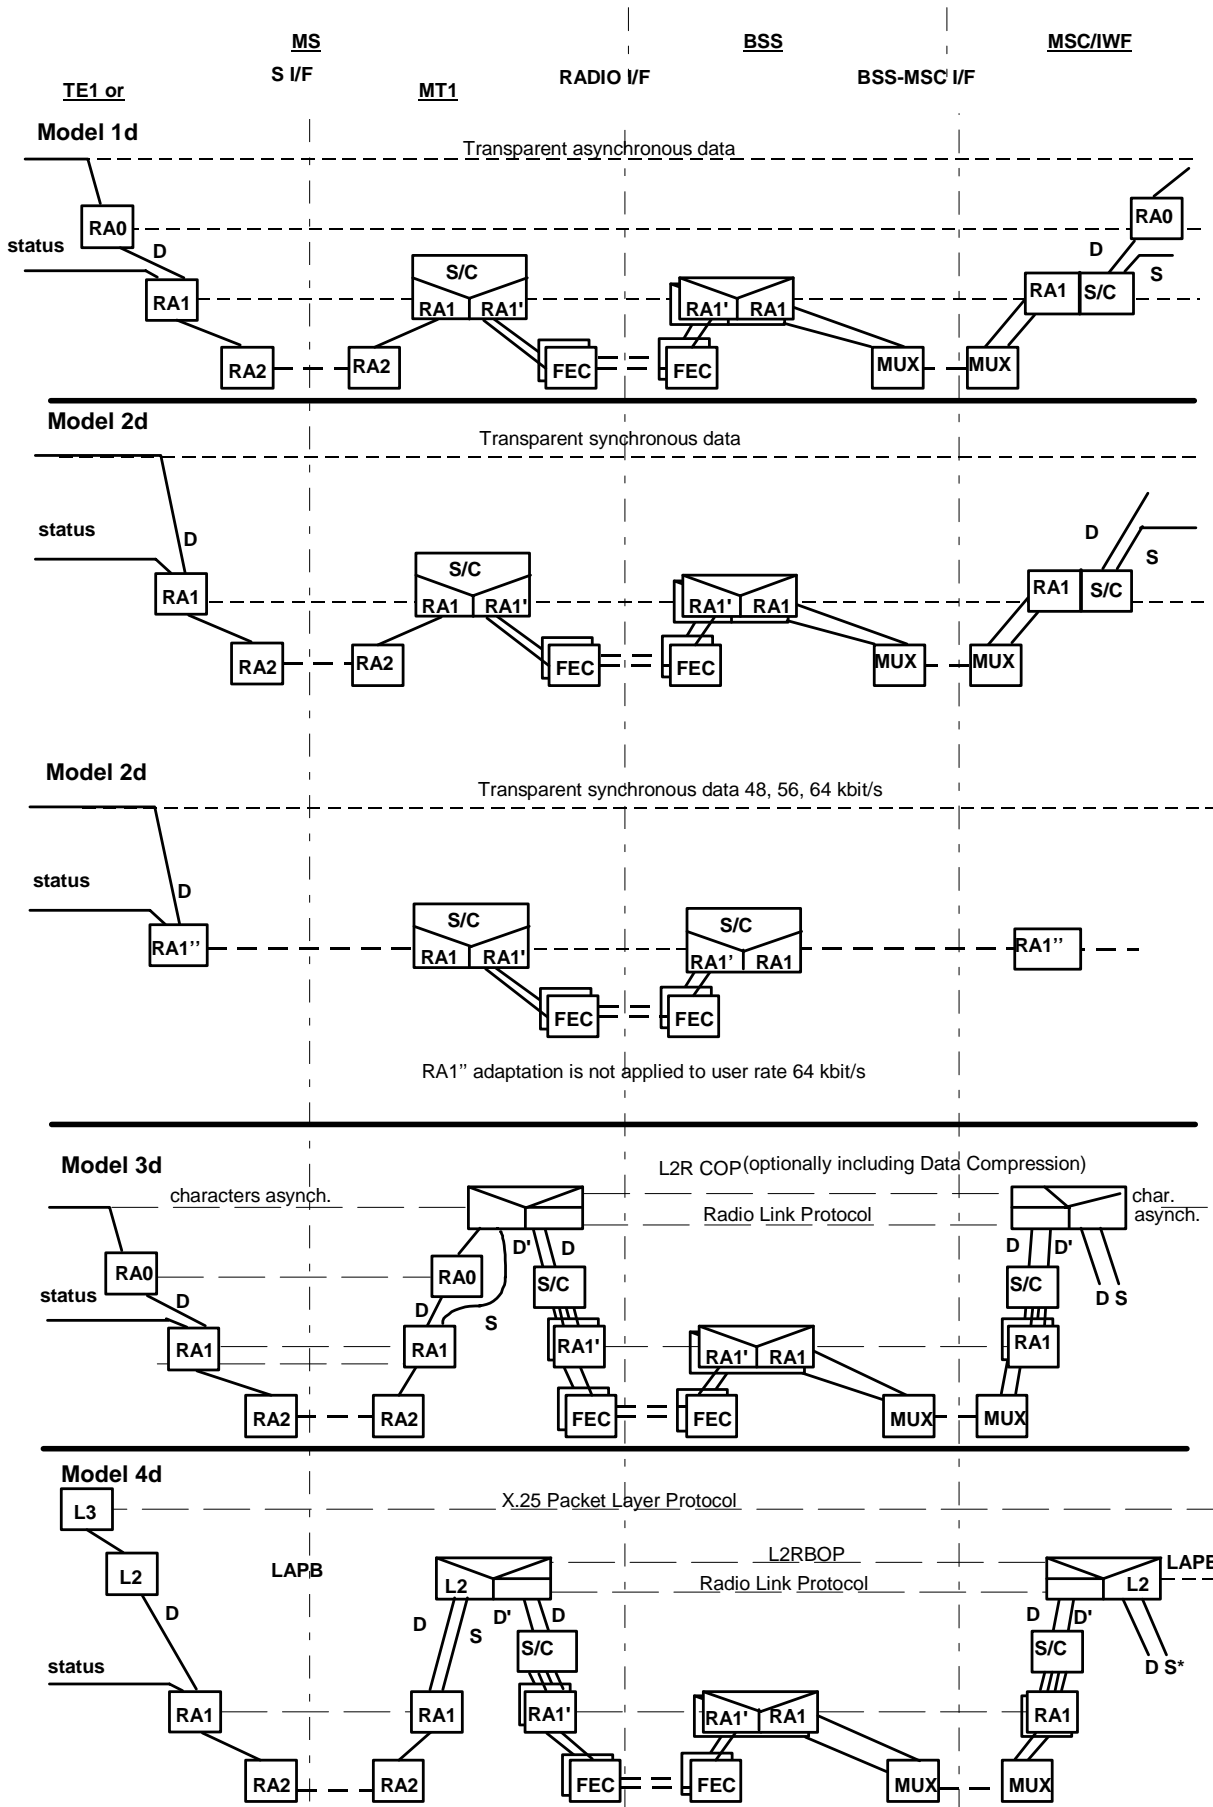 MS BSS MSC/IWF
S I/F RADIO I/F BSS-MSC I/F
TE1 or MT1
Model 1d
Transparent asynchronous data
RA0 RA0
status D D
S/C S
RA1 RA1 RA1' RA1' RA1 RA1 S/C
RA2 RA2 FEC FEC MUX MUX
Model 2d
Transparent synchronous data
status D D
S/C S
RA1 RA1 RA1' RA1' RA1 RA1 S/C
RA2 RA2 FEC FEC MUX MUX
Model 2d
Transparent synchronous data 48, 56, 64 kbit/s
status D
S/C S/C
RA1'' RA1 RA1' RA1' RA1 RA1''
FEC FEC
RA1'' adaptation is not applied to user rate 64 kbit/s
Model 3d
L2R COP(optionally including Data Compression)
characters asynch. char.
Radio Link Protocol asynch.
D' D D D'
RA0 RA0 S/C S/C
status D D S D S
RA1 RA1 RA1' RA1' RA1 RA1
RA2 RA2 FEC FEC MUX MUX
Model 4d
L3 X.25 Packet Layer Protocol
L2RBOP
L2 LAPB L2 Radio Link Protocol L2 LAPB
D D S D' D D D'
S/C S/C
status D S*
RA1 RA1 RA1' RA1' RA1 RA1
RA2 RA2 FEC FEC MUX MUX